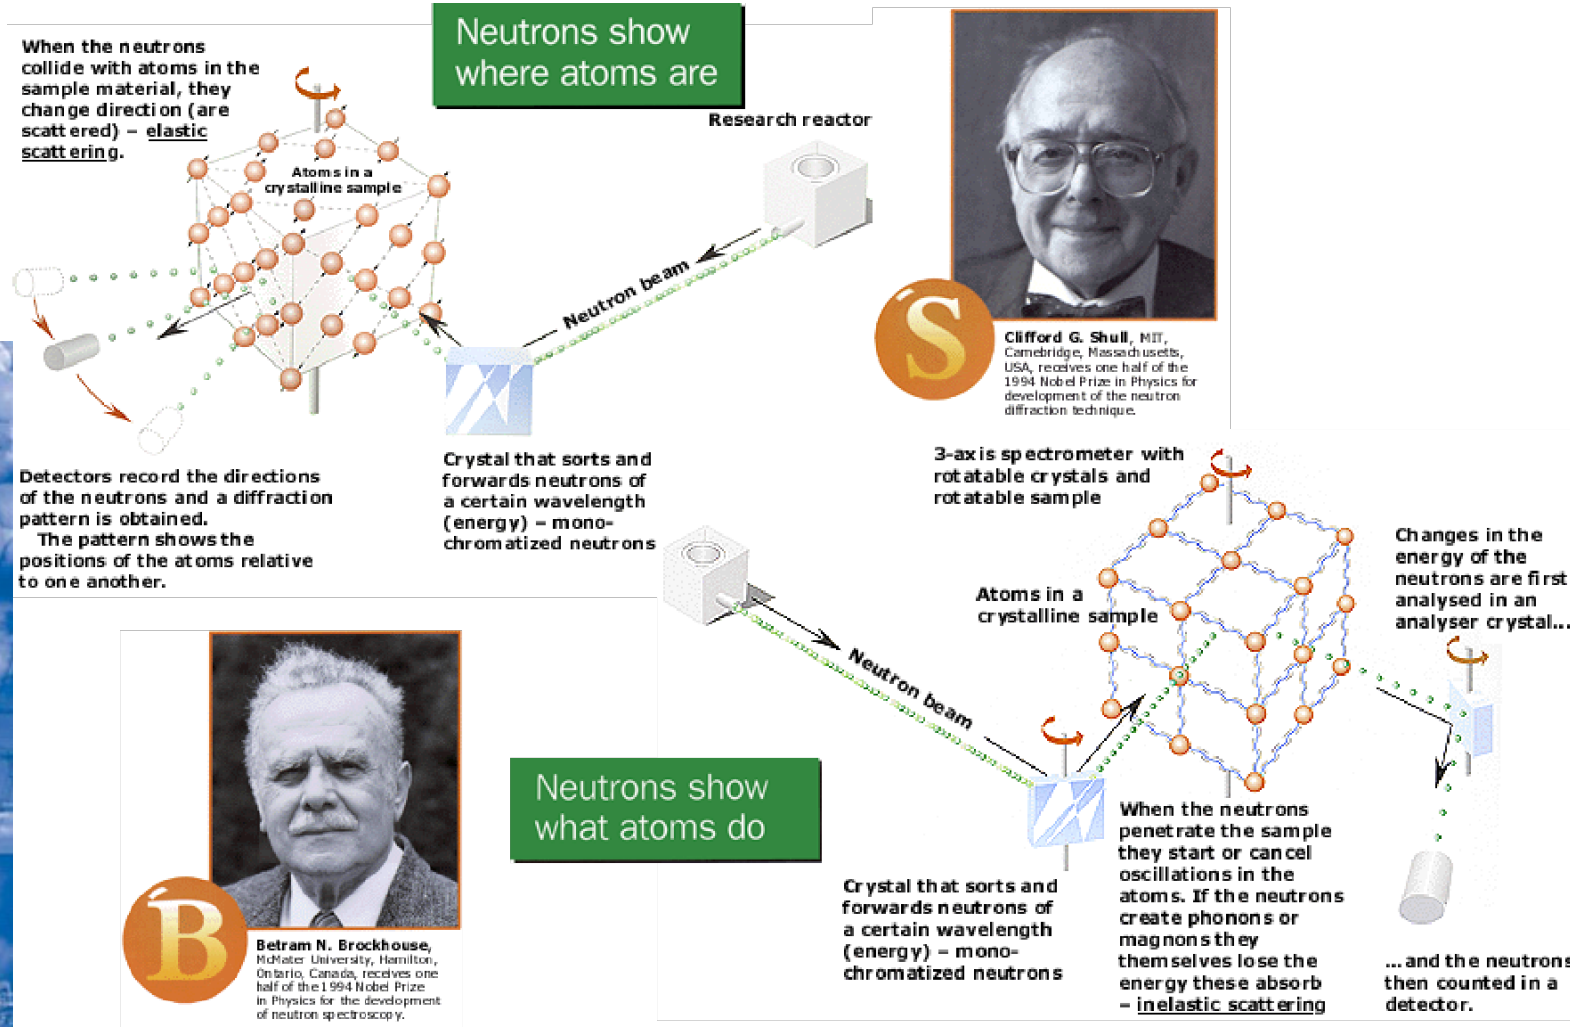 When the neutrons
collide with atoms in the
sample material, they
change direction (are
scattered) – elastic
scattering.
Neutrons show
where atoms are
Research reactor
Atoms in a
crystalline sample
Neutron beam
S
Clifford G. Shull, MIT,
Camebridge, Massachusetts,
USA, receives one half of the
1994 Nobel Prize in Physics for
development of the neutron
diffraction technique.
Detectors record the directions
of the neutrons and a diffraction
pattern is obtained.
The pattern shows the
positions of the atoms relative
to one another.
Crystal that sorts and
forwards neutrons of
a certain wavelength
(energy) – mono-
chromatized neutrons
3-axis spectrometer with
rotatable crystals and
rotatable sample
Atoms in a
crystalline sample
Changes in the
energy of the
neutrons are first
analysed in an
analyser crystal...
Neutron beam
B
Betram N. Brockhouse,
McMater University, Hamilton,
Ontario, Canada, receives one
half of the 1994 Nobel Prize
in Physics for the development
of neutron spectroscopy.
Neutrons show
what atoms do
Crystal that sorts and
forwards neutrons of
a certain wavelength
(energy) – mono-
chromatized neutrons
When the neutrons
penetrate the sample
they start or cancel
oscillations in the
atoms. If the neutrons
create phonons or
magnons they
themselves lose the
energy these absorb
– inelastic scattering
...and the neutrons
then counted in a
detector.